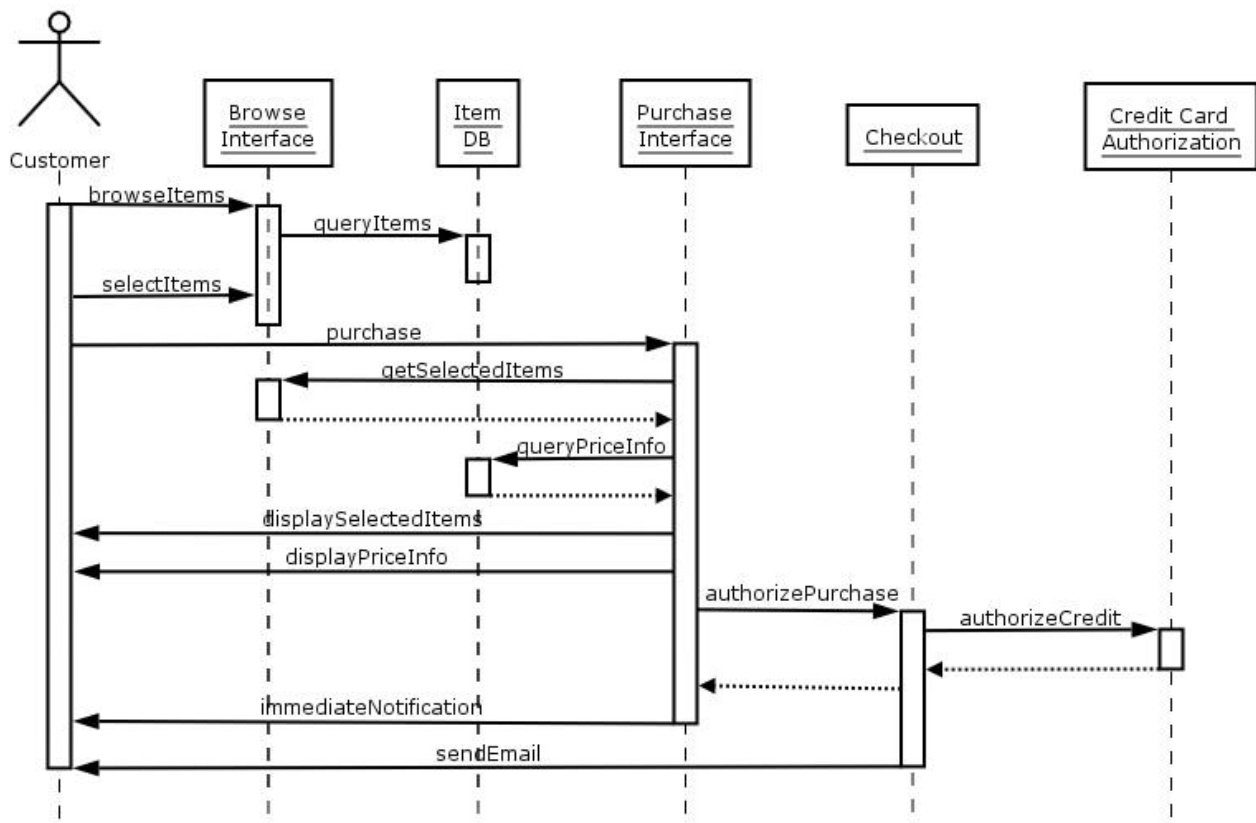 Customer
Browse
Interface
Item
DB
Purchase
Interface
Checkout
Credit Card
Authorization
browseItems
queryItems
selectItems
purchase
getSelectedItems
queryPriceInfo
displaySelectedItems
displayPriceInfo
authorizePurchase
authorizeCredit
immediateNotification
sendEmail